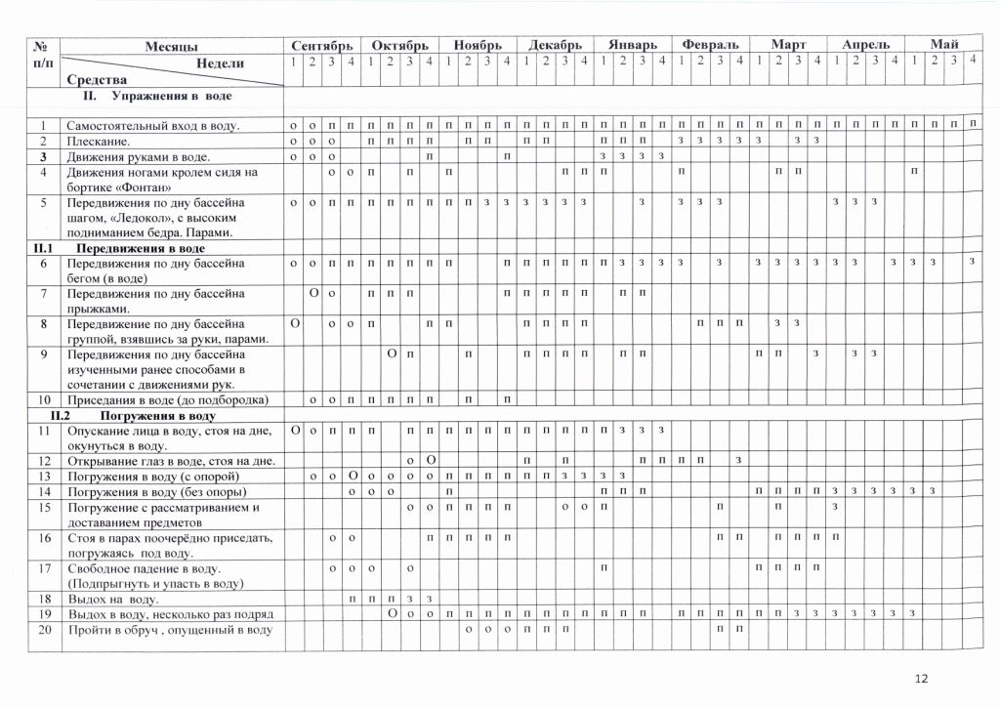 № Месяцы Сентябрь Октябрь Ноябрь Декабрь Январь Февраль Март Апрель Май
п/п Недели 1 2 3 4 1 2 3 4 1 2 3 4 1 2 3 4 1 2 3 4 1 2 3 4 1 2 3 4 1 2 3 4 1 2 3 4
Средства
II. Упражнения в воде
1 Самостоятельный вход в воду. о о п п п п п п п п п п п п п п п п п п п п п п п п п п п п п п п п п п
2 Плескание. о о о п п п п п п п п п п п з з з з з з з
3 Движения руками в воде. о о о п п з з з з
4 Движения ногами кролем сидя на о о п п п п п п п п п п
бортике «Фонтан»
5 Передвижения по дну бассейна о о п п п п п п п п з з з з з з з з з з з з з
шагом, «Ледокол», с высоким
подниманием бедра. Парами.
II.1 Передвижения в воде
6 Передвижения по дну бассейна о о п п п п п п п п п п п п п з з з з з з з з з з з з з з з
бегом (в воде)
7 Передвижения по дну бассейна О о п п п п п п п п п п
прыжками.
8 Передвижение по дну бассейна О о о п п п п п п п п п п з з
группой, взявшись за руки, парами.
9 Передвижения по дну бассейна О п п п п п п п п п п з з з
изученными ранее способами в
сочетании с движениями рук.
10 Приседания в воде (до подбородка) о о п п п п п п п
II.2 Погружения в воду
11 Опускание лица в воду, стоя на дне, О о п п п п п п п п п п п п п п п з з з
окунуться в воду.
12 Открывание глаз в воде, стоя на дне. о О п п п п п п з
13 Погружения в воду (с опорой) о о О о о о о п п п п п п з з з з
14 Погружения в воду (без опоры) о о о п п п п п п п п з з з з з з
15 Погружение с рассматриванием и о о п п п п о о п п п з
доставанием предметов
16 Стоя в парах поочерёдно приседать, о о п п п п п п п п п п п
погружаясь под воду.
17 Свободное падение в воду. о о о о п п п п п
(Подпрыгнуть и упасть в воду)
18 Выдох на воду. п п п з з
19 Выдох в воду, несколько раз подряд О о о п п п п п п п п п п п п п п п п п з з з з з з з
20 Пройти в обруч , опущенный в воду о о о п п п п п
12